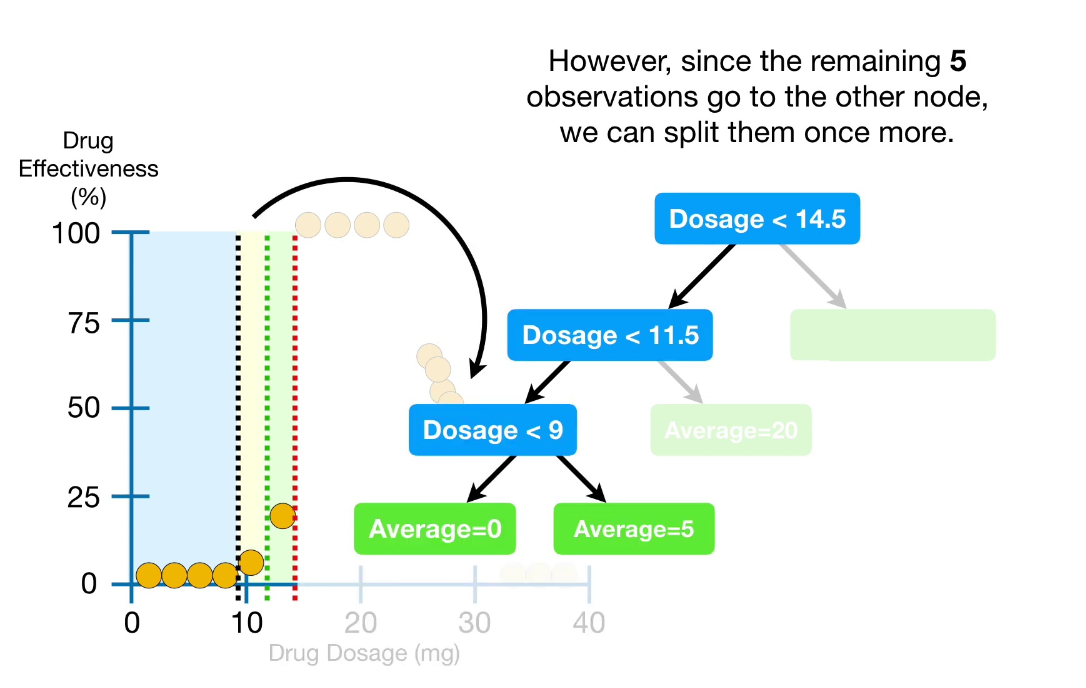 However, since the remaining 5
observations go to the other node,
we can split them once more.
Drug
Effectiveness
(%)
100
75
50
25
0
0
10
20
30
40
Drug Dosage (mg)
Dosage < 14.5
Dosage < 11.5
Dosage < 9
Average=20
Average=0
Average=5